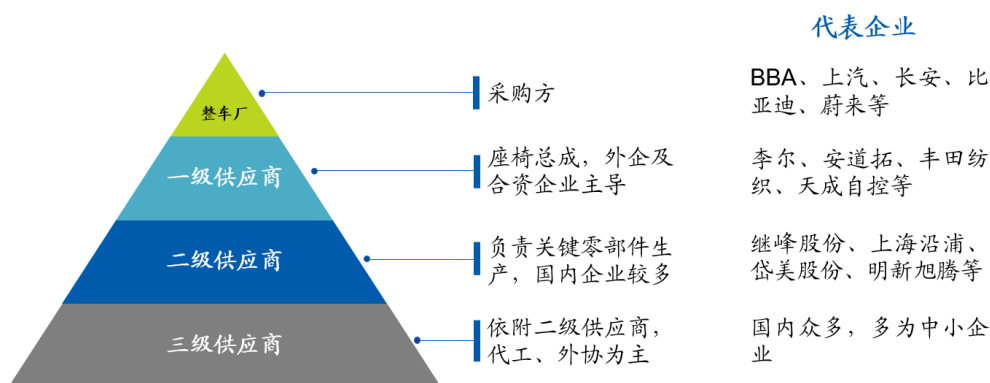 代表企业
整车厂
采购方
BBA、上汽、长安、比
亚迪、蔚来等
一级供应商
座椅总成，外企及
合资企业主导
李尔、安道拓、丰田纺
织、天成自控等
二级供应商
负责关键零部件生
产，国内企业较多
继峰股份、上海沿浦、
岱美股份、明新旭腾等
三级供应商
依附二级供应商，
代工、外协为主
国内众多，多为中小企
业